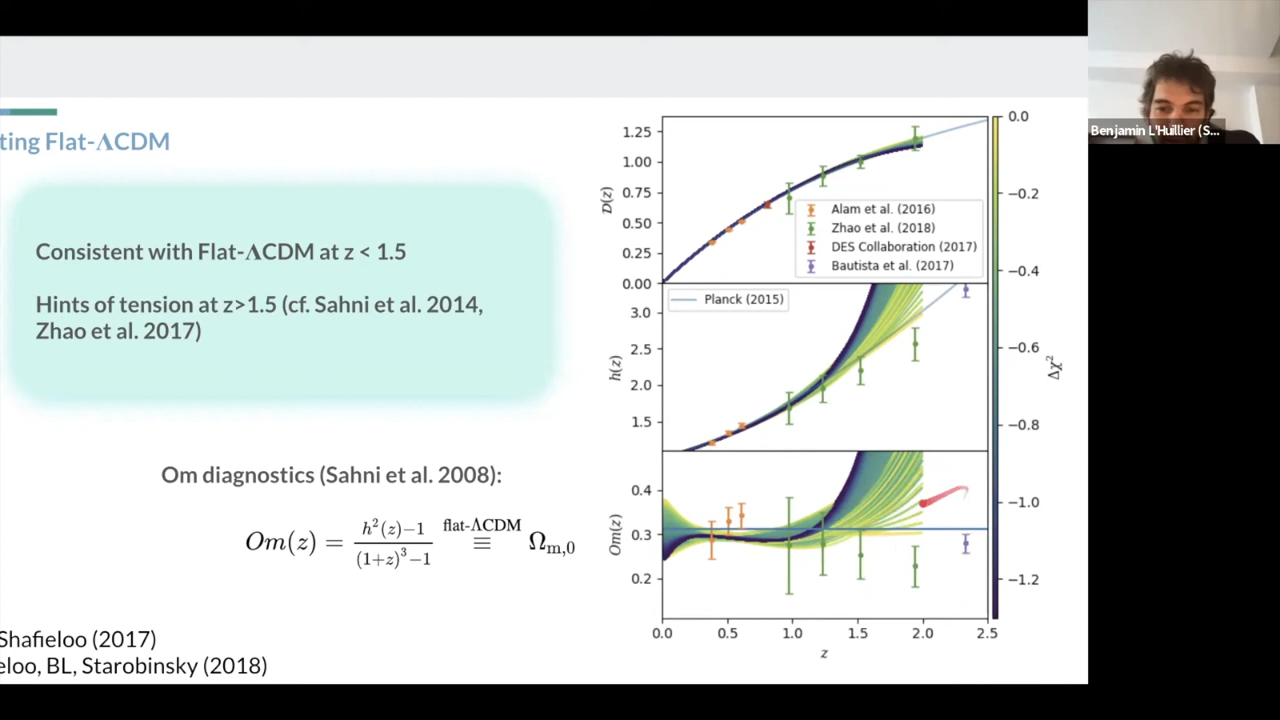 ting Flat-ΛCDM
Consistent with Flat-ΛCDM at z < 1.5
Hints of tension at z>1.5 (cf. Sahni et al. 2014,
Zhao et al. 2017)
Om diagnostics (Sahni et al. 2008):
Om(z) = h²(z)−1 / (1+z)³−1 flat-ΛCDM ≡ Ωm,0
Shafieloo (2017)
eloo, BL, Starobinsky (2018)
D(z)
1.25
1.00
0.75
0.50
0.25
0.00
Alam et al. (2016)
Zhao et al. (2018)
DES Collaboration (2017)
Bautista et al. (2017)
h(z)
3.0
2.5
2.0
1.5
Planck (2015)
Om(z)
0.4
0.3
0.2
0.0 0.5 1.0 1.5 2.0 2.5
z
0.0
−0.2
−0.4
−0.6
−0.8
−1.0
−1.2
Δχ²
Benjamin L'Huillier (S...